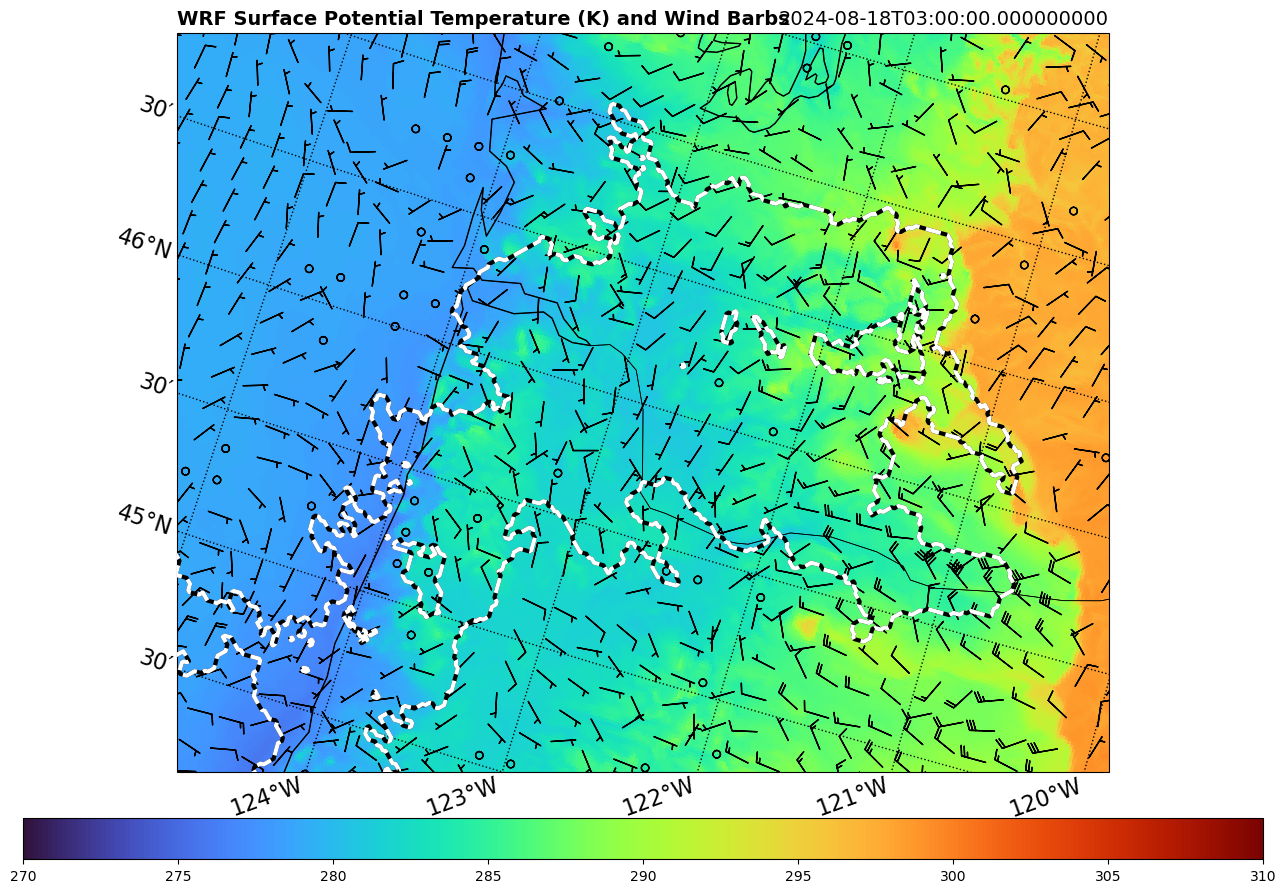 WRF Surface Potential Temperature (K) and Wind Barbs 2024-08-18T03:00:00.000000000
30′
46°N
30′
45°N
30′
124°W 123°W 122°W 121°W 120°W
270 275 280 285 290 295 300 305 310